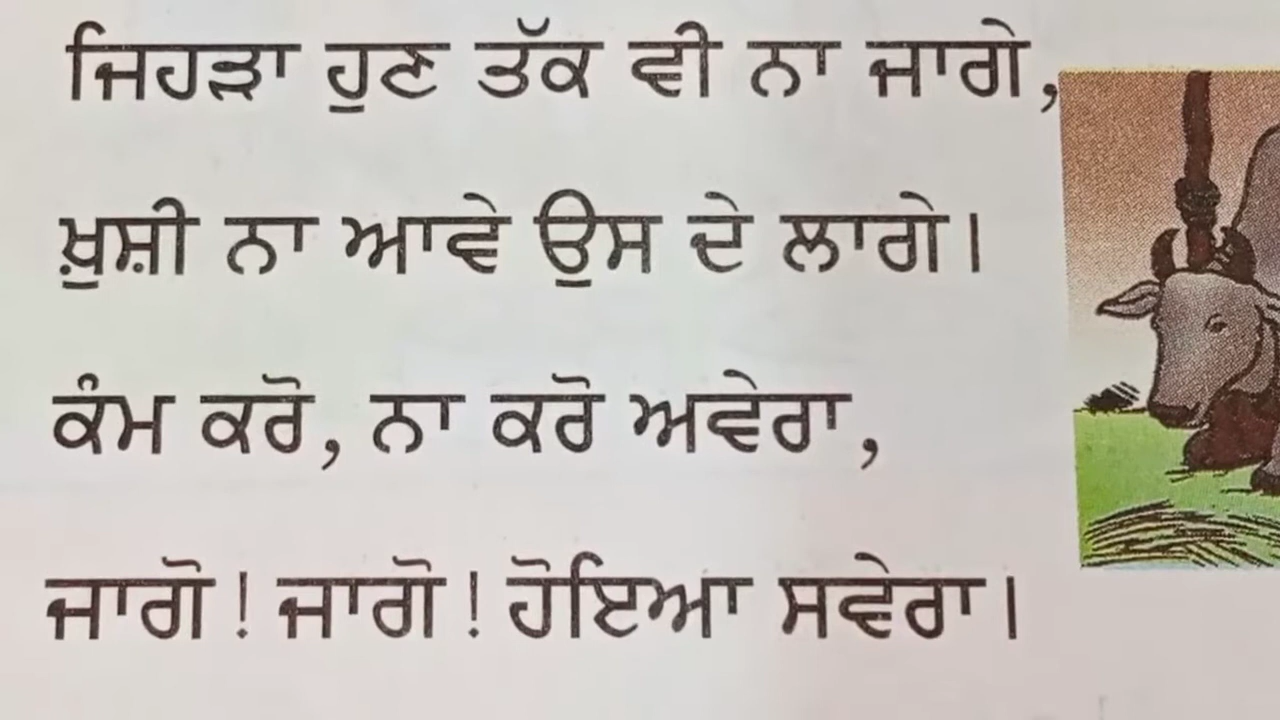 ਜਿਹੜਾ ਹੁਣ ਤੱਕ ਵੀ ਨਾ ਜਾਗੇ,
ਖ਼ੁਸ਼ੀ ਨਾ ਆਵੇ ਉਸ ਦੇ ਲਾਗੇ।
ਕੰਮ ਕਰੋ, ਨਾ ਕਰੋ ਅਵੇਰਾ,
ਜਾਗੋ! ਜਾਗੋ! ਹੋਇਆ ਸਵੇਰਾ।